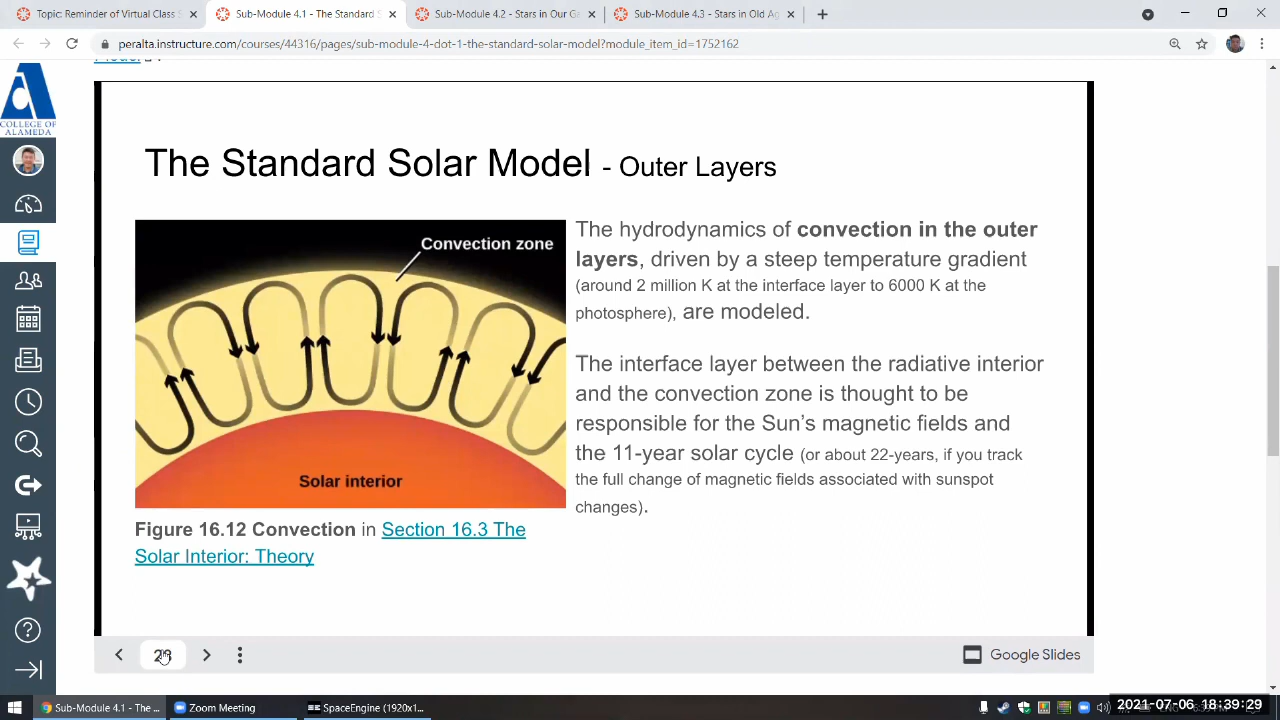 Topic: Reminder of Virtual Class S
Sub-Module 4.1 - The Standard S
Sub-Module 4.2 - Stars in Our Ge
Sub-Module 4.3 - Stars in Old Ag
peralta.instructure.com/courses/44316/pages/sub-module-4-dot-1-the-standard-solar-model?module_item_id=1752162
COLLEGE OF
ALAMEDA
The Standard Solar Model - Outer Layers
Convection zone
Solar interior
Figure 16.12 Convection in Section 16.3 The
Solar Interior: Theory
The hydrodynamics of convection in the outer
layers, driven by a steep temperature gradient
(around 2 million K at the interface layer to 6000 K at the
photosphere), are modeled.
The interface layer between the radiative interior
and the convection zone is thought to be
responsible for the Sun's magnetic fields and
the 11-year solar cycle (or about 22-years, if you track
the full change of magnetic fields associated with sunspot
changes).
Google Slides
Sub-Module 4.1 - The ...
Zoom Meeting
SpaceEngine (1920x1...
2021-07-06 18:39:29